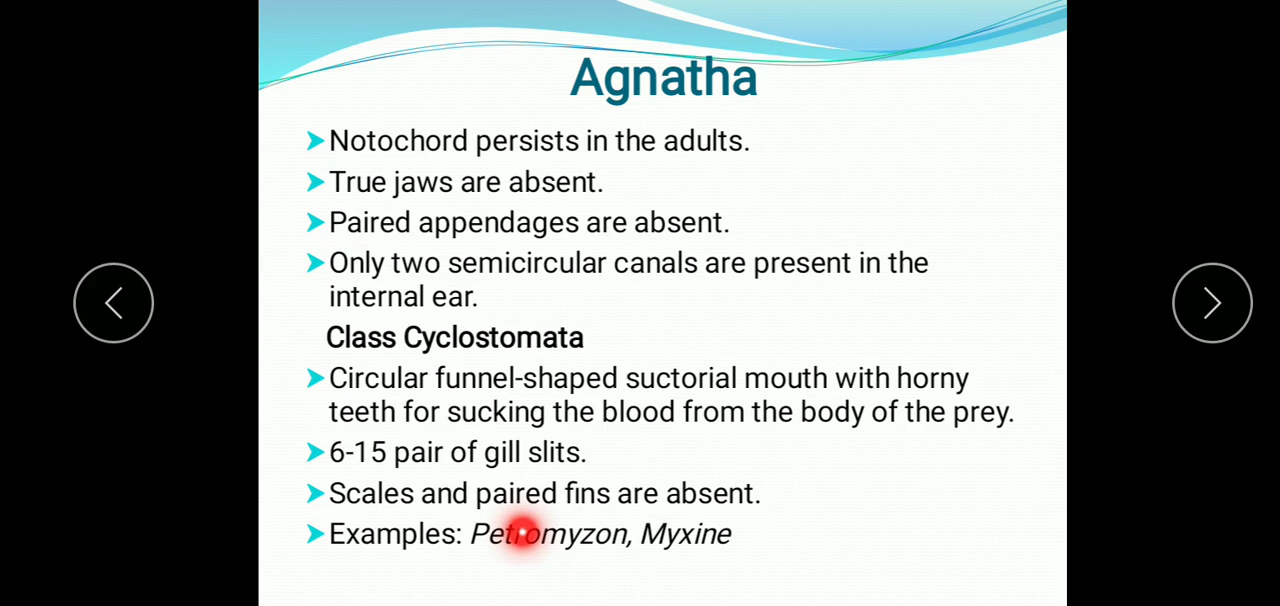 Agnatha
Notochord persists in the adults.
True jaws are absent.
Paired appendages are absent.
Only two semicircular canals are present in the
internal ear.
Class Cyclostomata
Circular funnel-shaped suctorial mouth with horny
teeth for sucking the blood from the body of the prey.
6-15 pair of gill slits.
Scales and paired fins are absent.
Examples: Petromyzon, Myxine